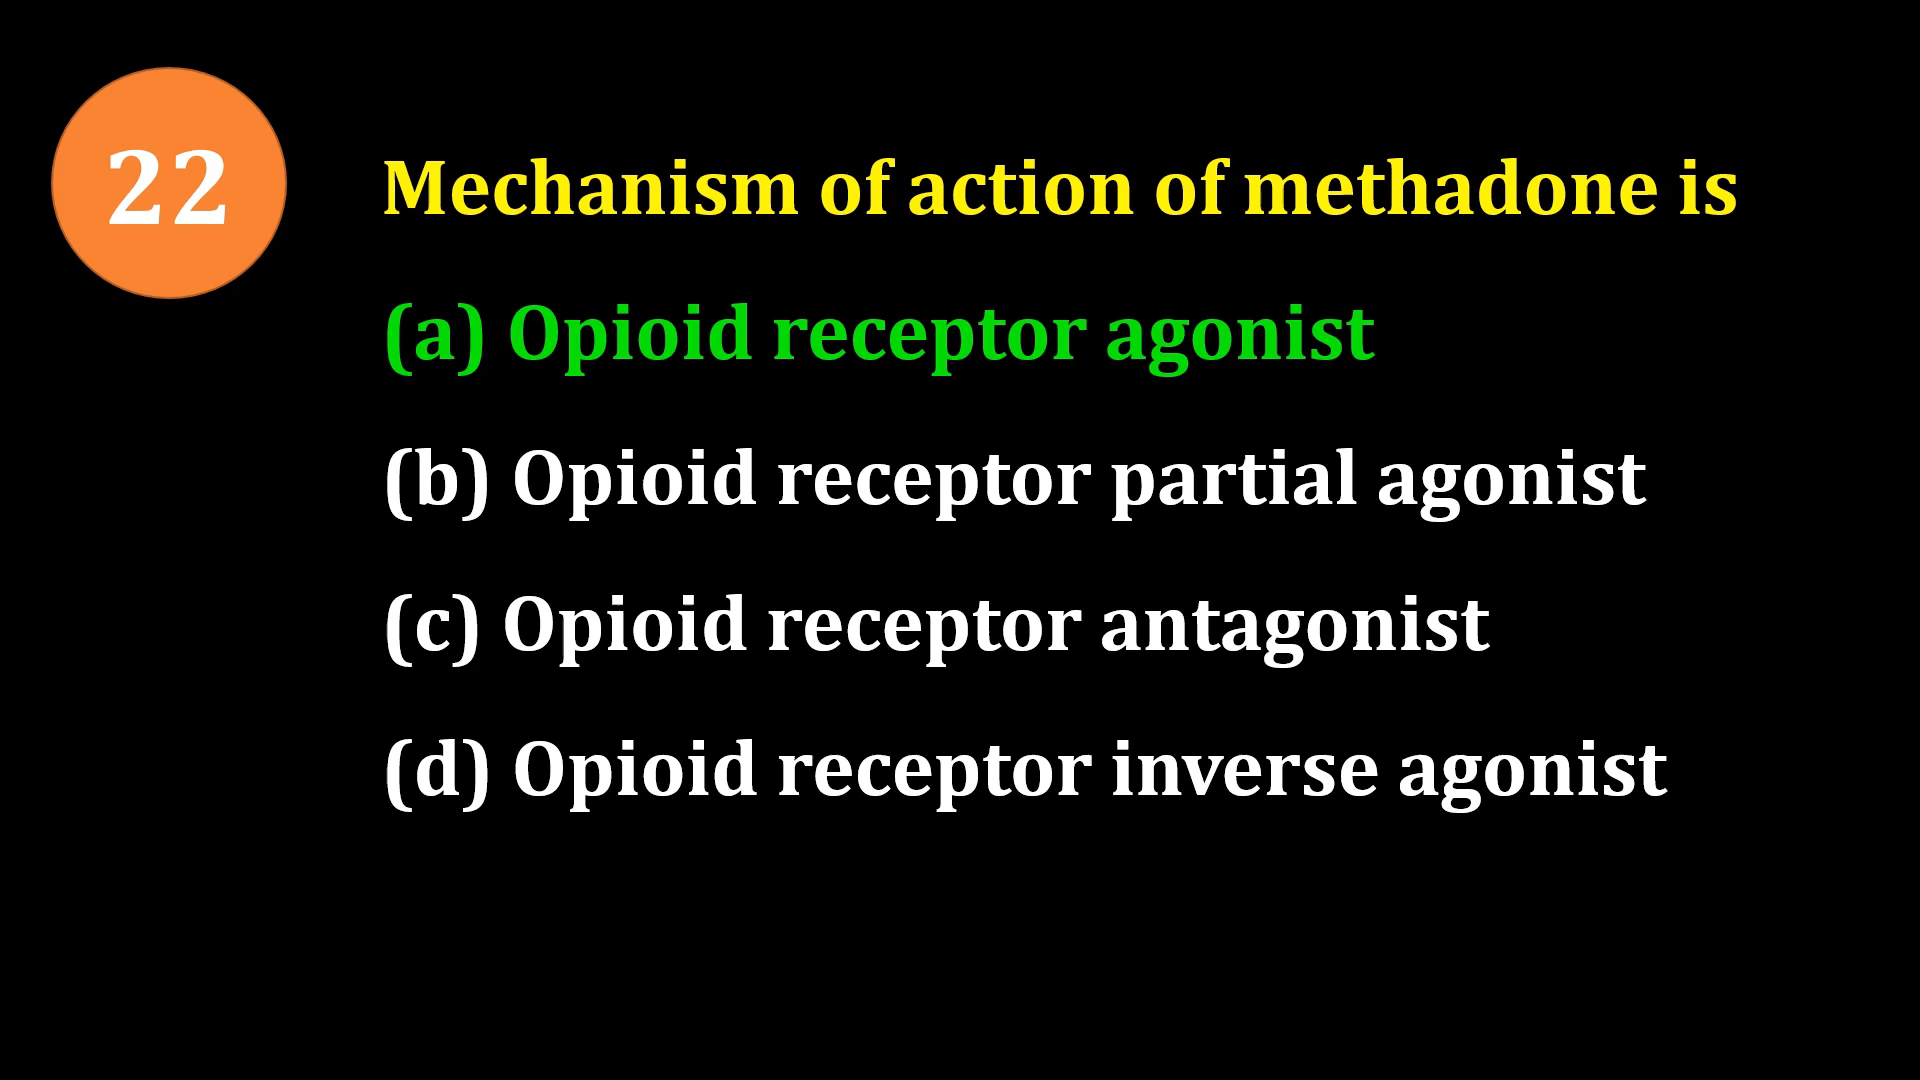 22
Mechanism of action of methadone is
(a) Opioid receptor agonist
(b) Opioid receptor partial agonist
(c) Opioid receptor antagonist
(d) Opioid receptor inverse agonist